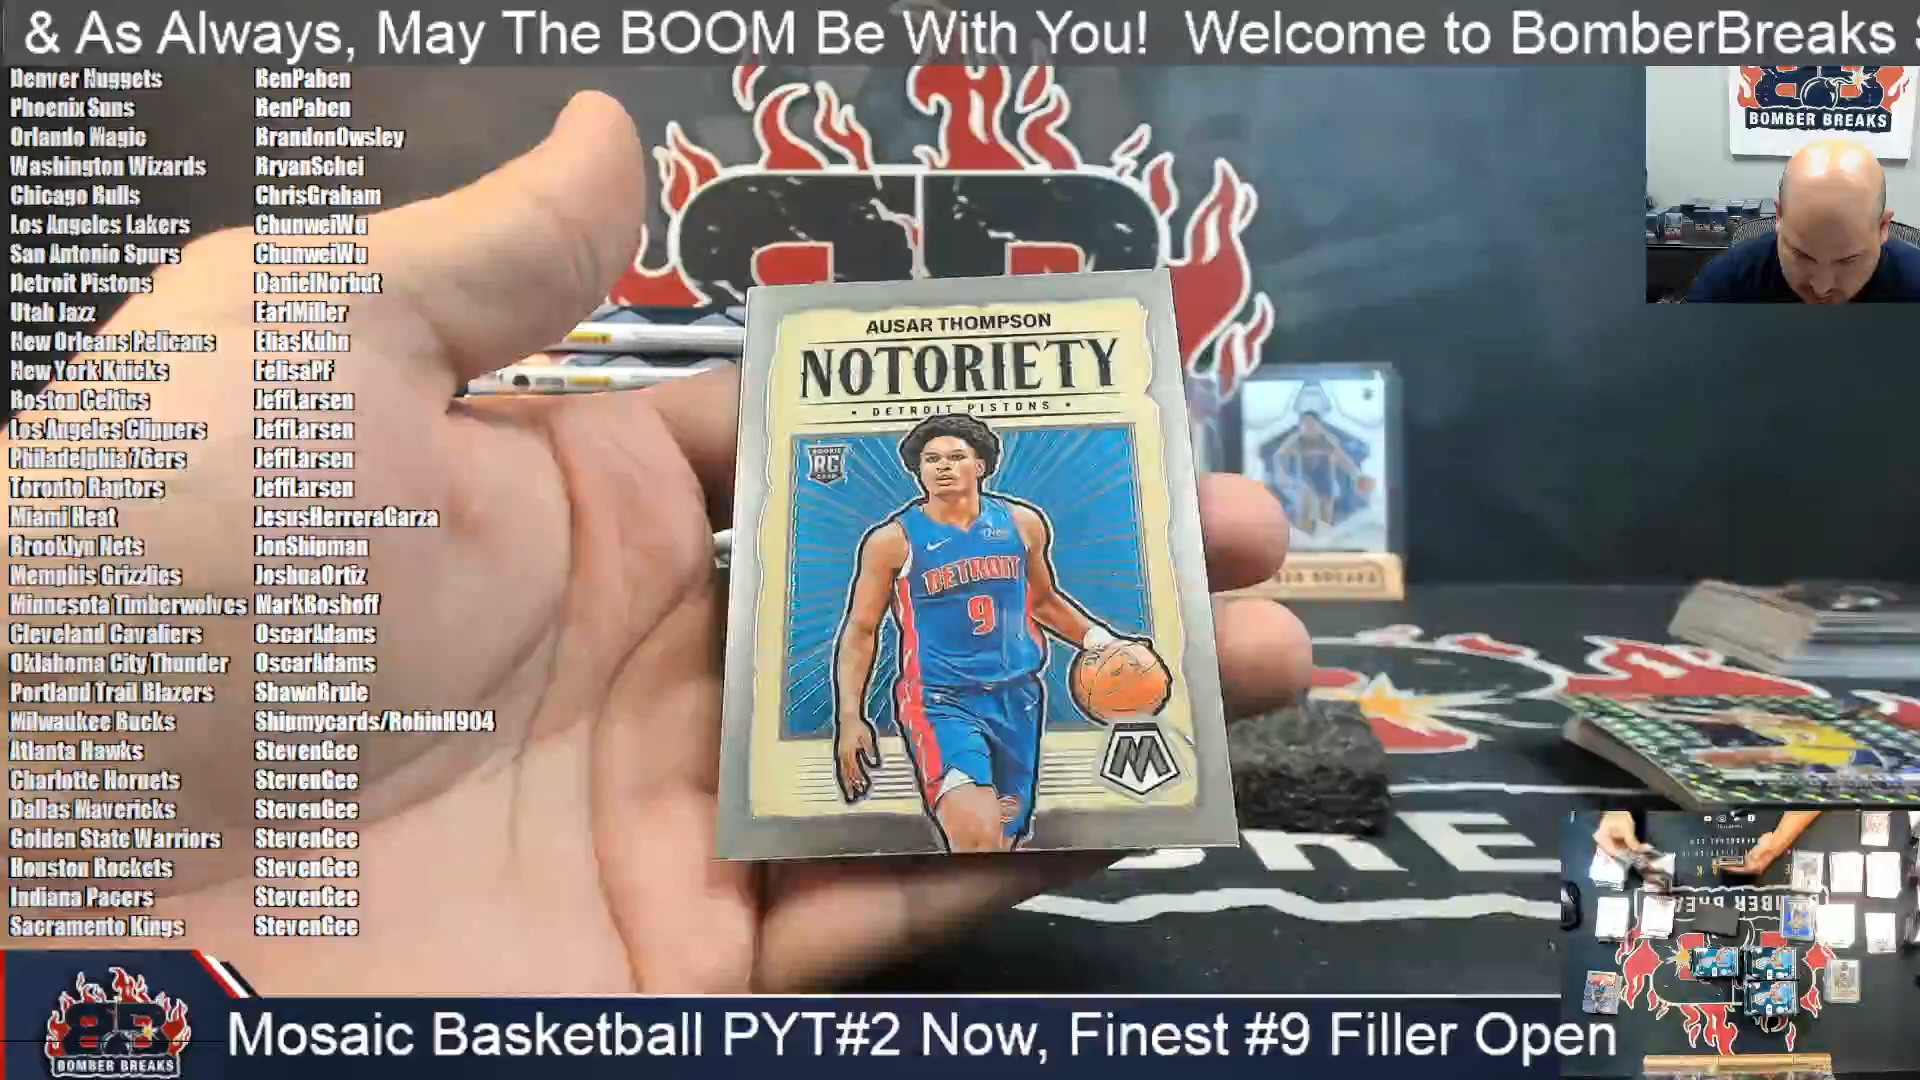 & As Always, May The BOOM Be With You!  Welcome to BomberBreaks
Denver Nuggets BenPaben
Phoenix Suns BenPaben
Orlando Magic BrandonOwsley
Washington Wizards BryanSchei
Chicago Bulls ChrisGraham
Los Angeles Lakers ChunweiWu
San Antonio Spurs ChunweiWu
Detroit Pistons DanielNorbut
Utah Jazz EarlMiller
New Orleans Pelicans EliasKuhn
New York Knicks FelisaPF
Boston Celtics JeffLarsen
Los Angeles Clippers JeffLarsen
Philadelphia 76ers JeffLarsen
Toronto Raptors JeffLarsen
Miami Heat JesusHerreraGarza
Brooklyn Nets JonShipman
Memphis Grizzlies JoshuaOrtiz
Minnesota Timberwolves MarkBoshoff
Cleveland Cavaliers OscarAdams
Oklahoma City Thunder OscarAdams
Portland Trail Blazers ShawnBrule
Milwaukee Bucks Shipmycards/RobinH904
Atlanta Hawks StevenGee
Charlotte Hornets StevenGee
Dallas Mavericks StevenGee
Golden State Warriors StevenGee
Houston Rockets StevenGee
Indiana Pacers StevenGee
Sacramento Kings StevenGee
BOMBER BREAKS
AUSAR THOMPSON
NOTORIETY
• DETROIT PISTONS •
ROOKIE
RC
DETROIT
9
M
BOMBER BREAKS
Mosaic Basketball PYT#2 Now, Finest #9 Filler Open